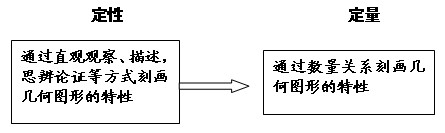 定性
定量
通过直观观察、描述，
思辨论证等方式刻画
几何图形的特性
通过数量关系刻画几
何图形的特性